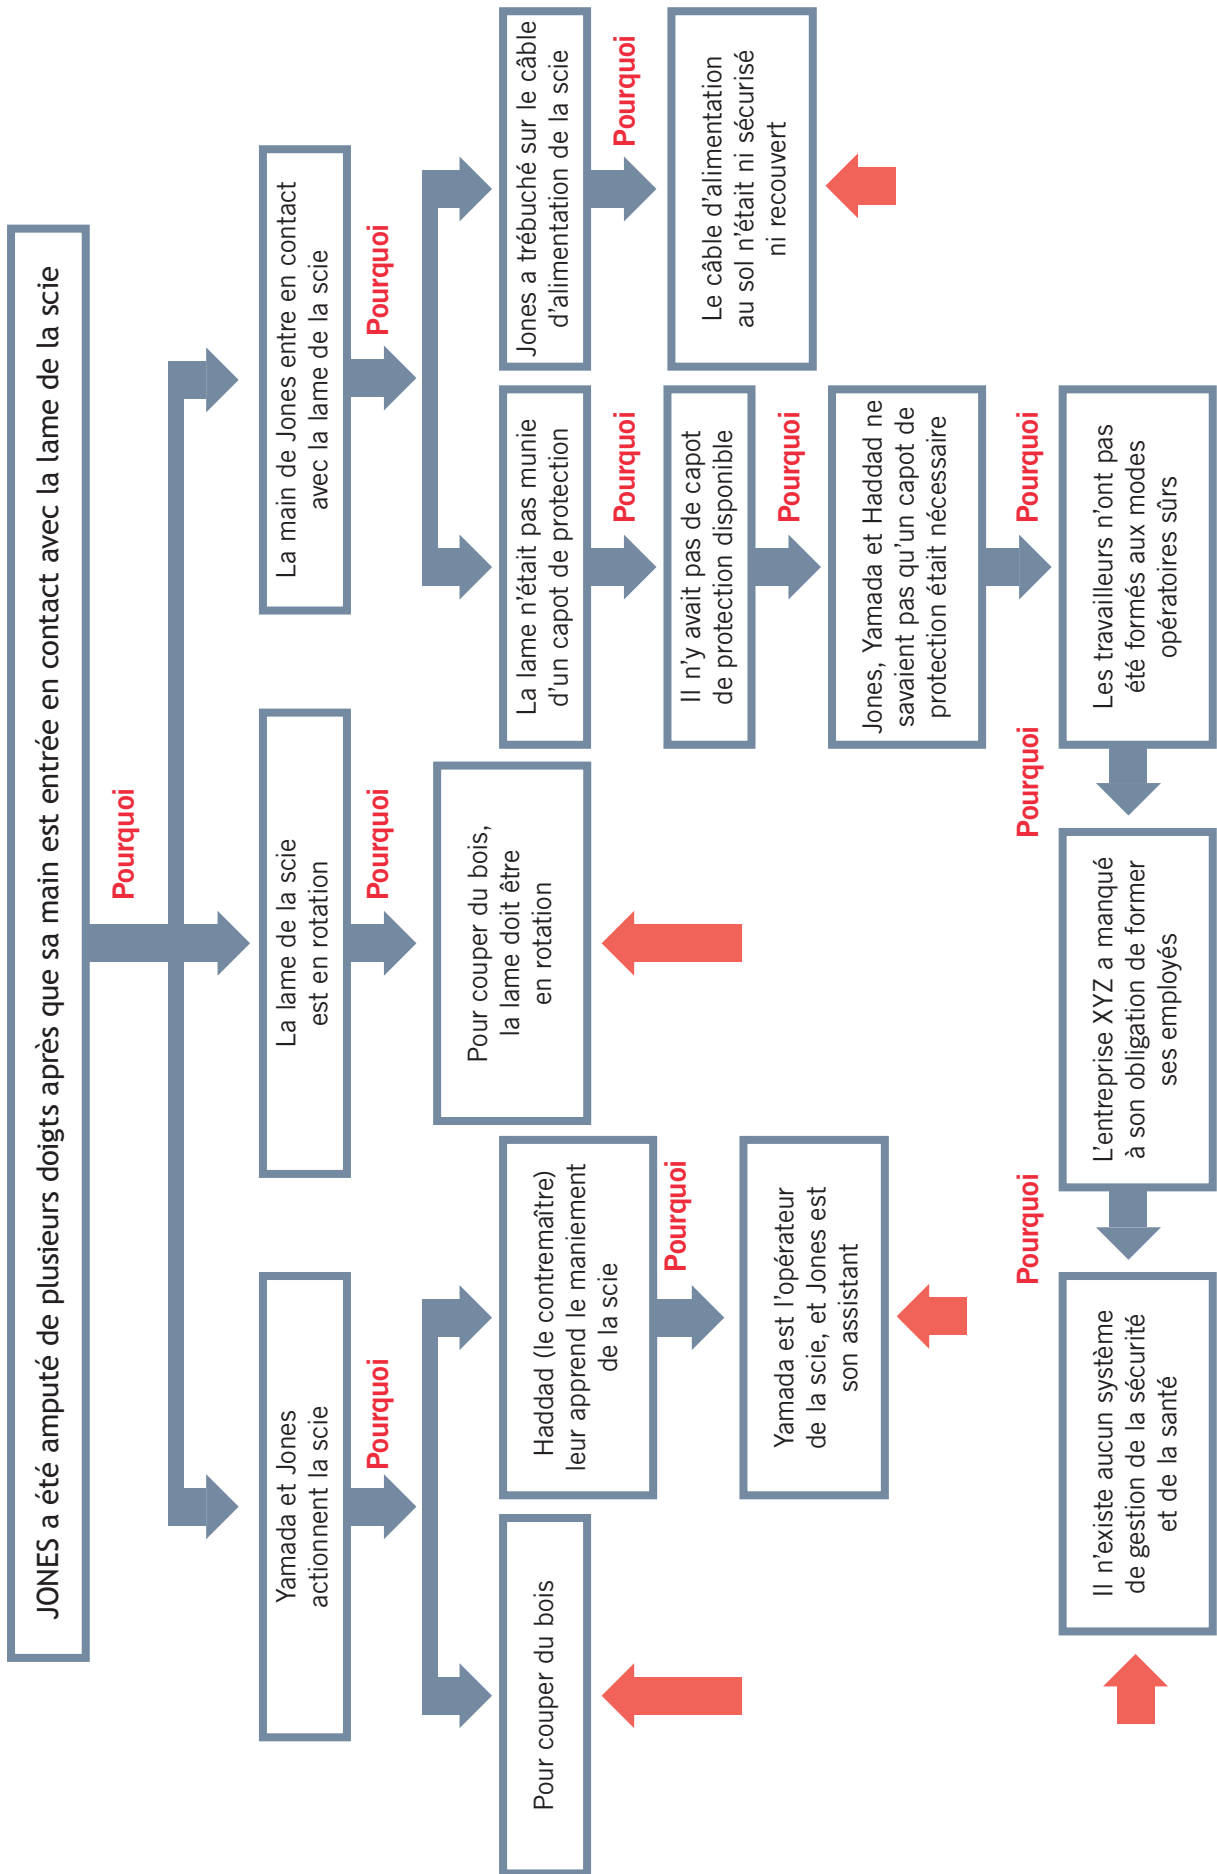 JONES a été amputé de plusieurs doigts après que sa main est entrée en contact avec la lame de la scie
Pourquoi
Yamada et Jones
actionnent la scie
La lame de la scie
est en rotation
La main de Jones entre en contact
avec la lame de la scie
Pourquoi
Pourquoi
Pourquoi
Pour couper du bois
Haddad (le contremaître)
leur apprend le maniement
de la scie
Pour couper du bois,
la lame doit être
en rotation
La lame n'était pas munie
d'un capot de protection
Jones a trébuché sur le câble
d'alimentation de la scie
Pourquoi
Pourquoi
Pourquoi
Yamada est l'opérateur
de la scie, et Jones est
son assistant
Il n'y avait pas de capot
de protection disponible
Le câble d'alimentation
au sol n'était ni sécurisé
ni recouvert
Pourquoi
Jones, Yamada et Haddad ne
savaient pas qu'un capot de
protection était nécessaire
Pourquoi
Pourquoi
Pourquoi
Il n'existe aucun système
de gestion de la sécurité
et de la santé
L'entreprise XYZ a manqué
à son obligation de former
ses employés
Les travailleurs n'ont pas
été formés aux modes
opératoires sûrs